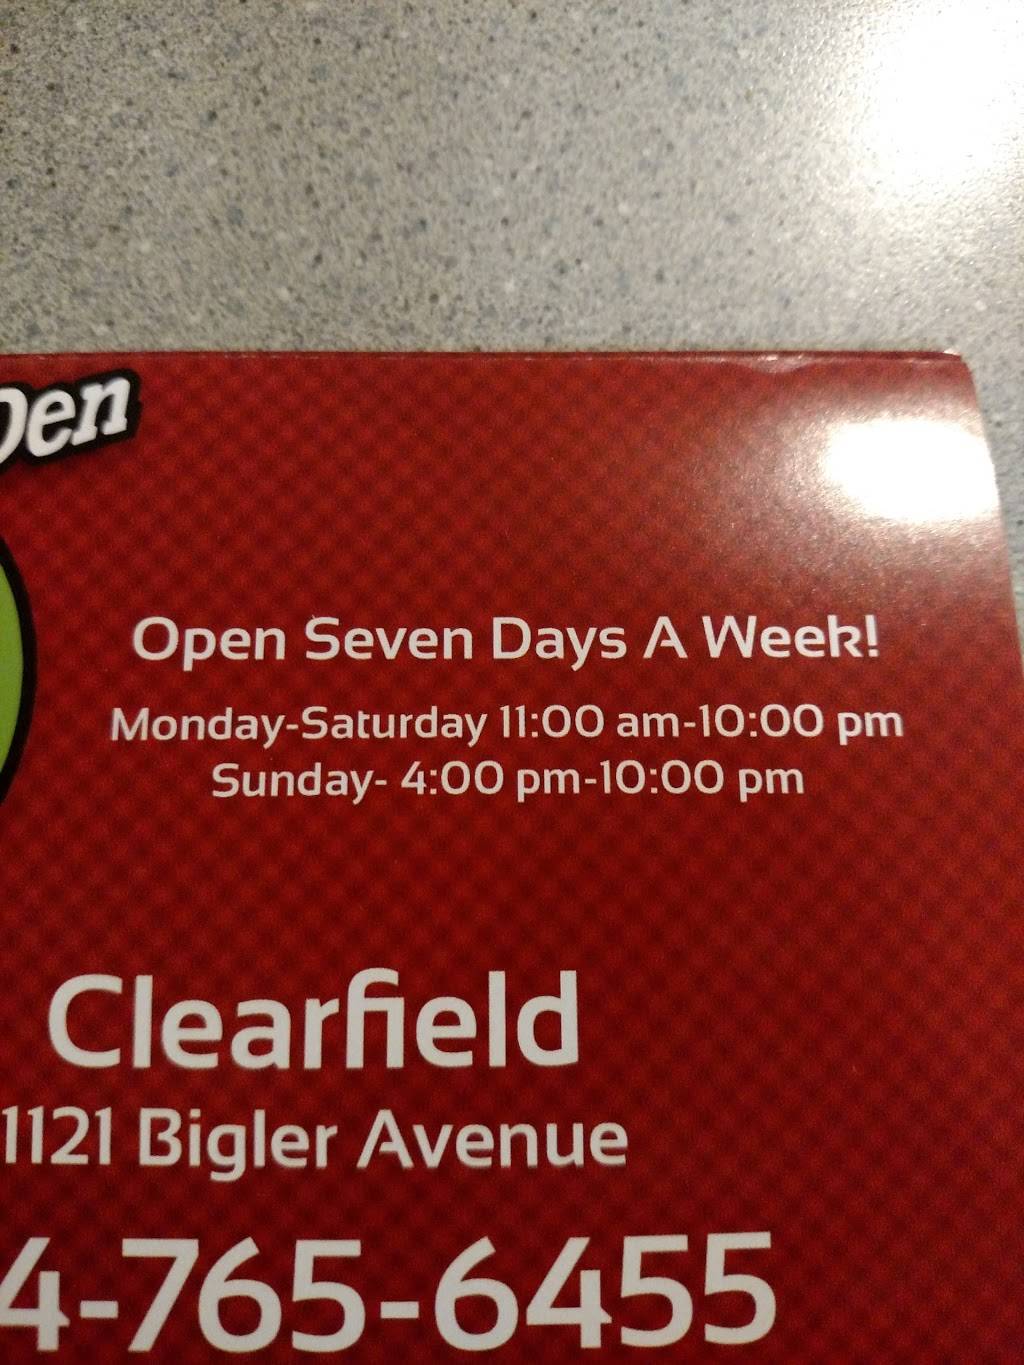 Den
Open Seven Days A Week!
Monday-Saturday 11:00 am-10:00 pm
Sunday- 4:00 pm-10:00 pm
Clearfield
1121 Bigler Avenue
4-765-6455